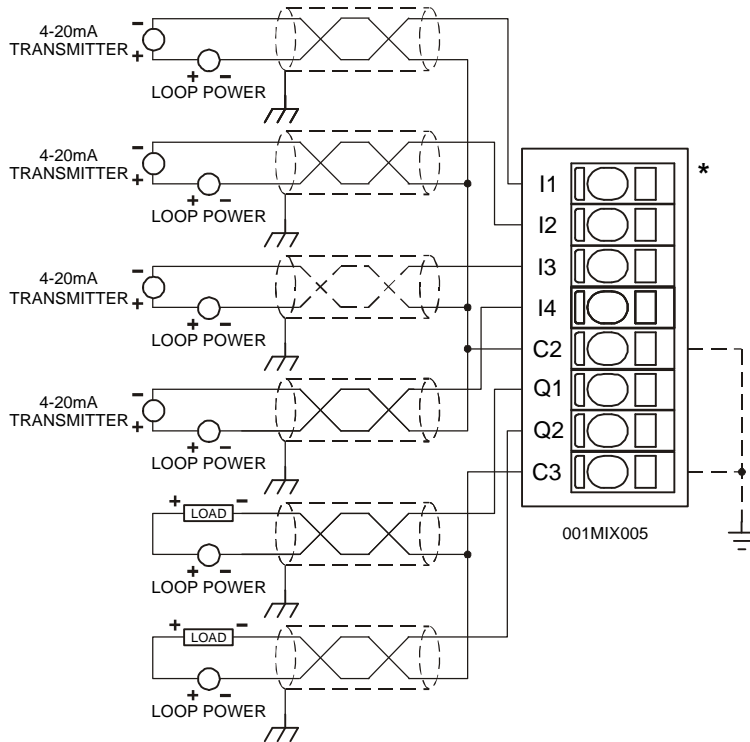 4-20mA
TRANSMITTER
-
+
+ -
LOOP POWER
4-20mA
TRANSMITTER
-
+
+ -
LOOP POWER
4-20mA
TRANSMITTER
-
+
+ -
LOOP POWER
4-20mA
TRANSMITTER
-
+
+ -
LOOP POWER
+ LOAD -
+ -
LOOP POWER
+ LOAD -
+ -
LOOP POWER
I1
I2
I3
I4
C2
Q1
Q2
C3
*
001MIX005